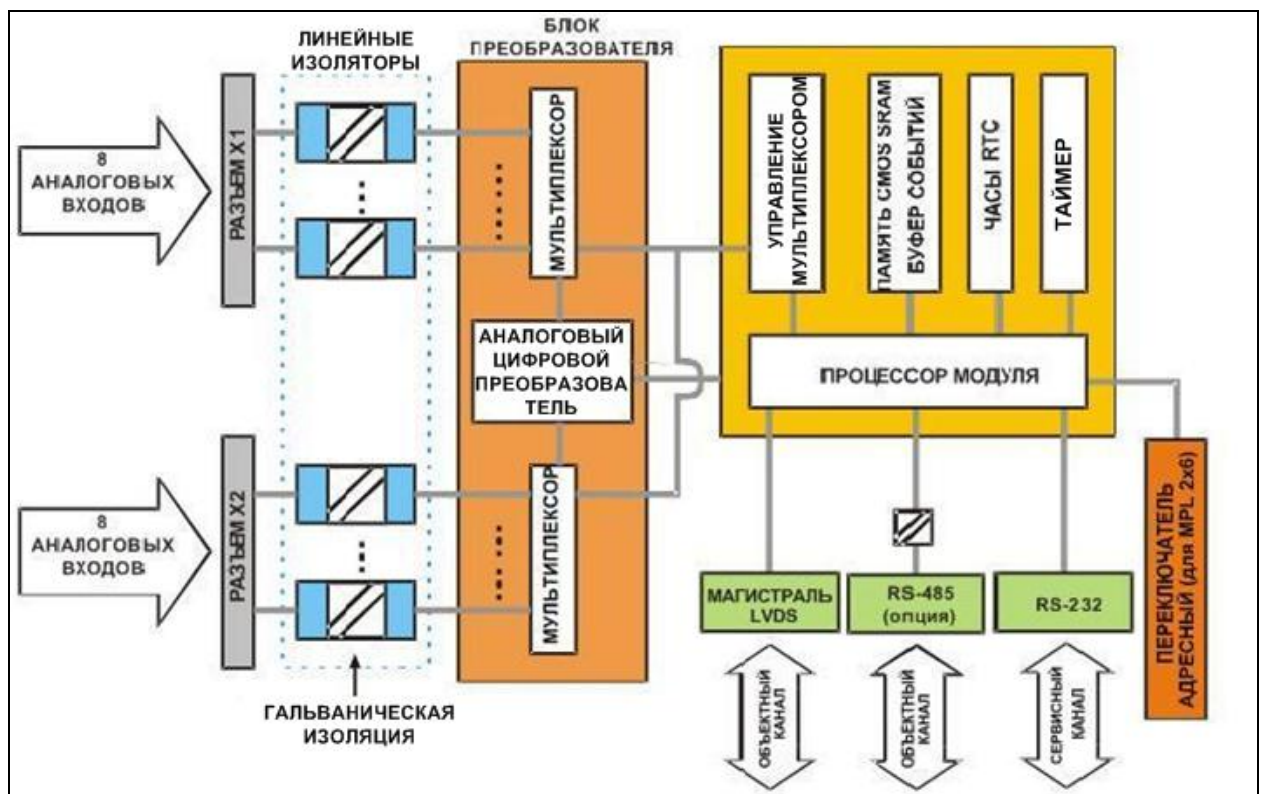 ЛИНЕЙНЫЕ
ИЗОЛЯТОРЫ
БЛОК
ПРЕОБРАЗОВАТЕЛЯ
8
АНАЛОГОВЫХ
ВХОДОВ
РАЗЪЕМ X1
МУЛЬТИПЛЕКСОР
УПРАВЛЕНИЕ
МУЛЬТИПЛЕКСОРОМ
ПАМЯТЬ CMOS SRAM
БУФЕР СОБЫТИЙ
ЧАСЫ RTC
ТАЙМЕР
АНАЛОГОВЫЙ
ЦИФРОВОЙ
ПРЕОБРАЗОВА
ТЕЛЬ
ПРОЦЕССОР МОДУЛЯ
8
АНАЛОГОВЫХ
ВХОДОВ
РАЗЪЕМ X2
МУЛЬТИПЛЕКСОР
МАГИСТРАЛЬ
LVDS
RS-485
(опция)
RS-232
ПЕРЕКЛЮЧАТЕЛЬ
АДРЕСНЫЙ (для MPL 2x6)
ГАЛЬВАНИЧЕСКАЯ
ИЗОЛЯЦИЯ
ОБЪЕКТНЫЙ
КАНАЛ
ОБЪЕКТНЫЙ
КАНАЛ
СЕРВИСНЫЙ
КАНАЛ